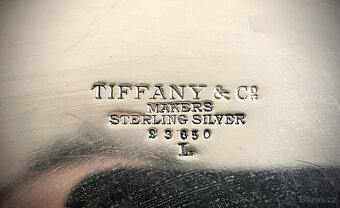 TIFFANY & Co
MAKERS
STERLING SILVER
23650
L